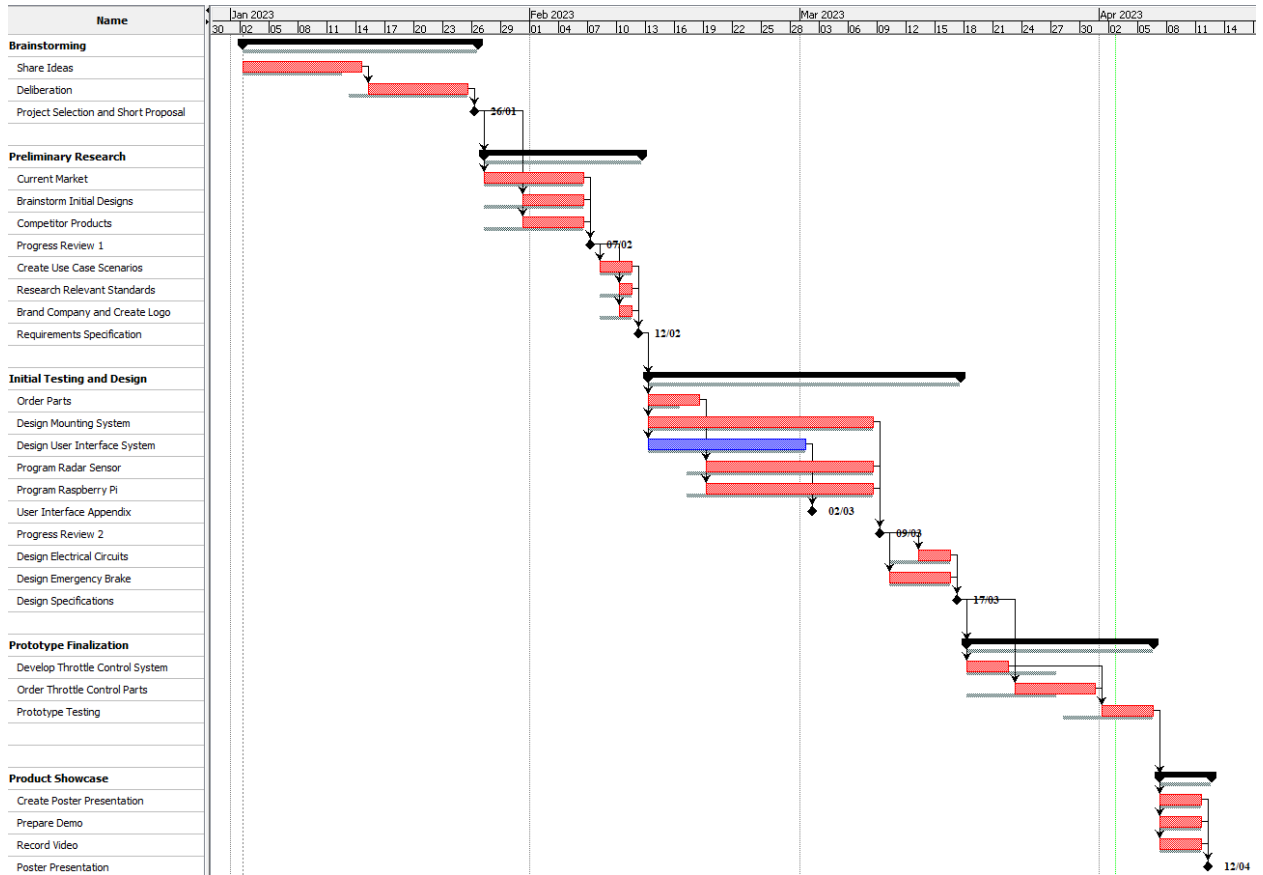 Name
Jan 2023 Feb 2023 Mar 2023 Apr 2023
30 02 05 08 11 14 17 20 23 26 29 01 04 07 10 13 16 19 22 25 28 03 06 09 12 15 18 21 24 27 30 02 05 08 11 14
Brainstorming
Share Ideas
Deliberation
Project Selection and Short Proposal 26/01
Preliminary Research
Current Market
Brainstorm Initial Designs
Competitor Products
Progress Review 1 07/02
Create Use Case Scenarios
Research Relevant Standards
Brand Company and Create Logo
Requirements Specification 12/02
Initial Testing and Design
Order Parts
Design Mounting System
Design User Interface System
Program Radar Sensor
Program Raspberry Pi
User Interface Appendix 02/03
Progress Review 2 09/03
Design Electrical Circuits
Design Emergency Brake
Design Specifications 17/03
Prototype Finalization
Develop Throttle Control System
Order Throttle Control Parts
Prototype Testing
Product Showcase
Create Poster Presentation
Prepare Demo
Record Video
Poster Presentation 12/04